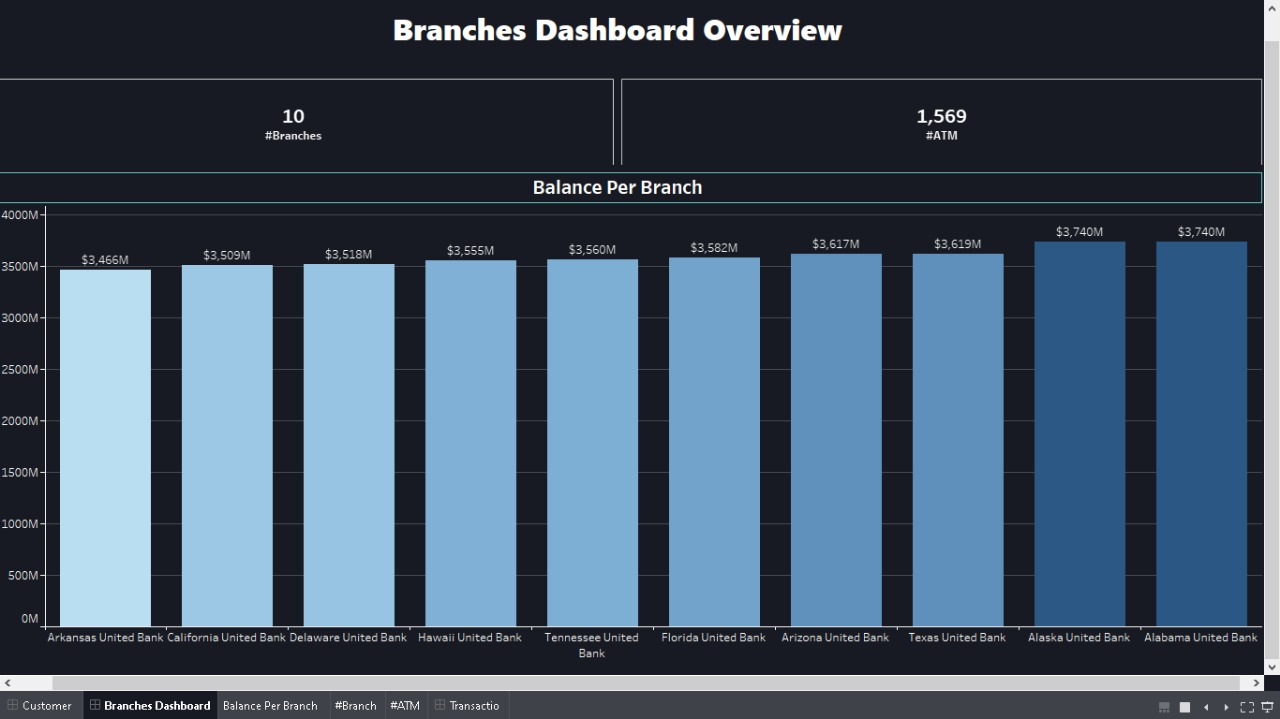 Branches Dashboard Overview
10
#Branches
1,569
#ATM
Balance Per Branch
4000M
3500M
3000M
2500M
2000M
1500M
1000M
500M
0M
$3,466M
$3,509M
$3,518M
$3,555M
$3,560M
$3,582M
$3,617M
$3,619M
$3,740M
$3,740M
Arkansas United Bank
California United Bank
Delaware United Bank
Hawaii United Bank
Tennessee United
Bank
Florida United Bank
Arizona United Bank
Texas United Bank
Alaska United Bank
Alabama United Bank
Customer
Branches Dashboard
Balance Per Branch
#Branch
#ATM
Transactio